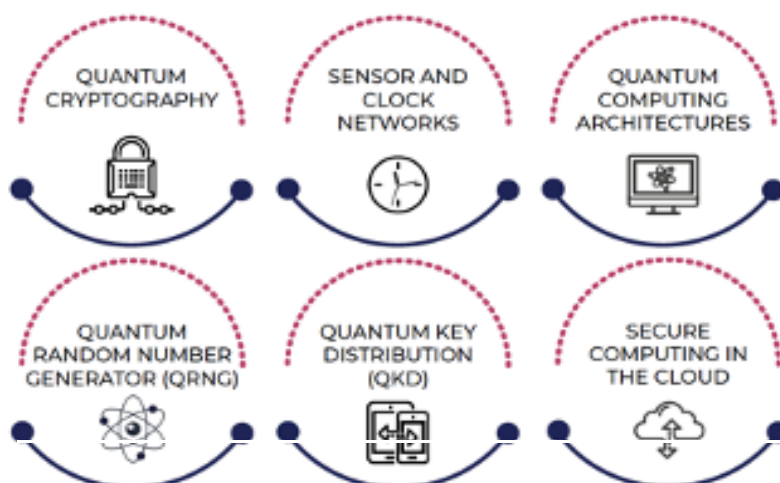 QUANTUM
CRYPTOGRAPHY
SENSOR AND
CLOCK
NETWORKS
QUANTUM
COMPUTING
ARCHITECTURES
QUANTUM
RANDOM NUMBER
GENERATOR (QRNG)
QUANTUM KEY
DISTRIBUTION
(QKD)
SECURE
COMPUTING IN
THE CLOUD